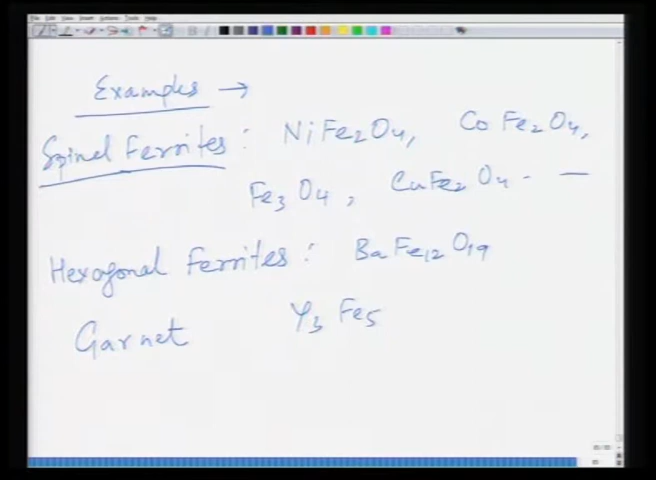 Examples →
Spinel Ferrites : NiFe2O4, CoFe2O4,
Fe3O4, CuFe2O4 - —
Hexagonal Ferrites : BaFe12O19
Garnet Y3Fe5